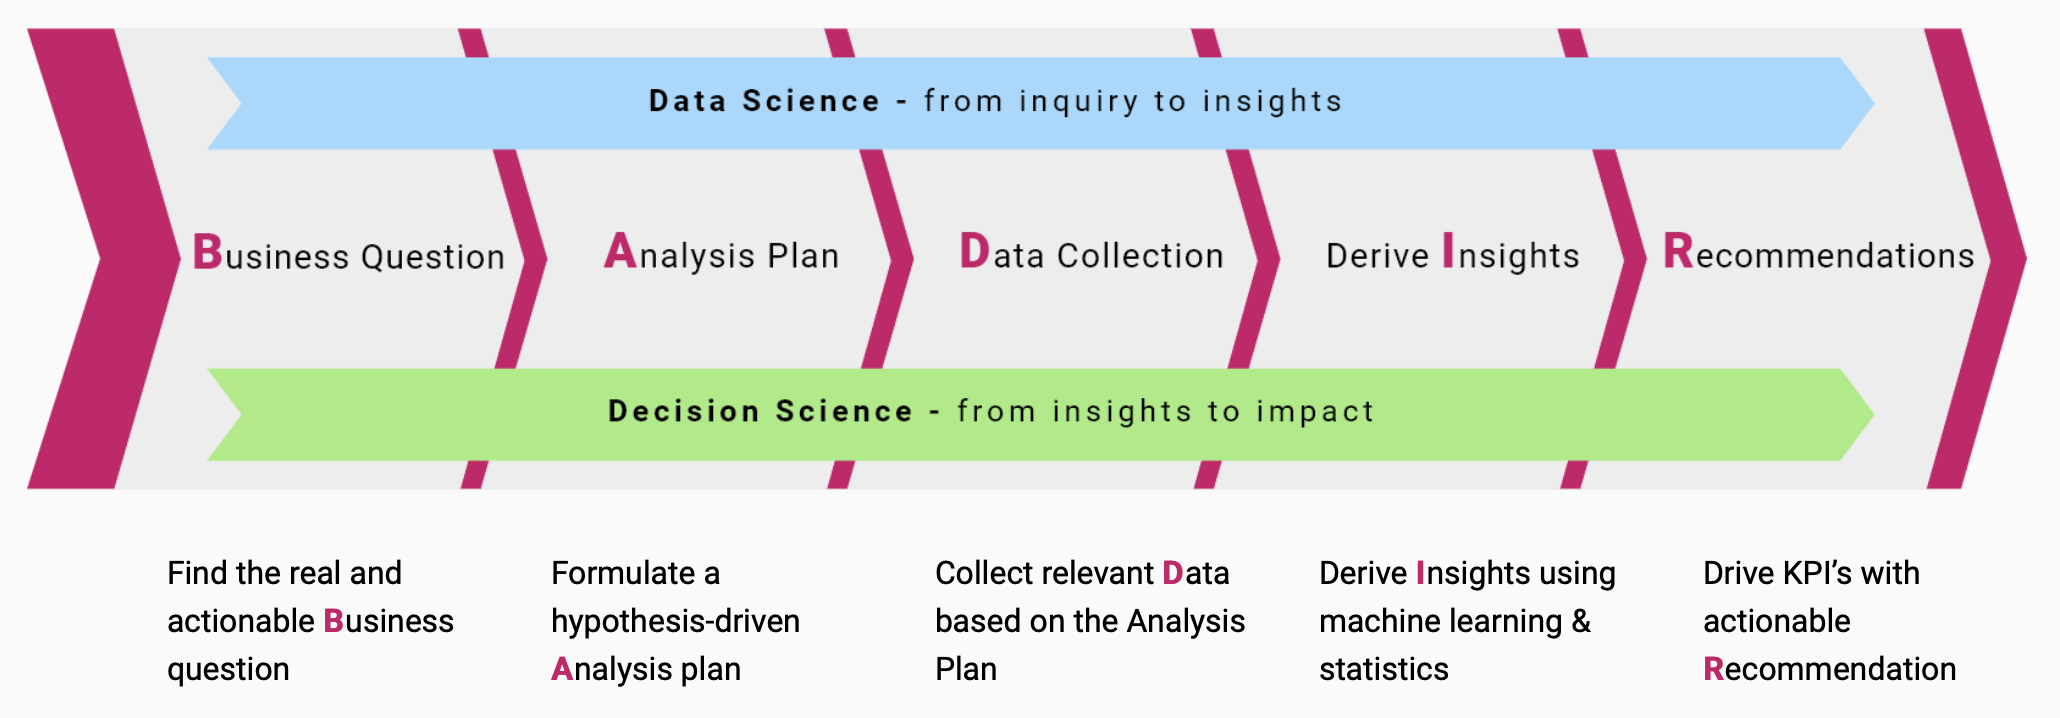 Data Science - from inquiry to insights
Business Question
Analysis Plan
Data Collection
Derive Insights
Recommendations
Decision Science - from insights to impact
Find the real and
actionable Business
question
Formulate a
hypothesis-driven
Analysis plan
Collect relevant Data
based on the Analysis
Plan
Derive Insights using
machine learning &
statistics
Drive KPI’s with
actionable
Recommendation